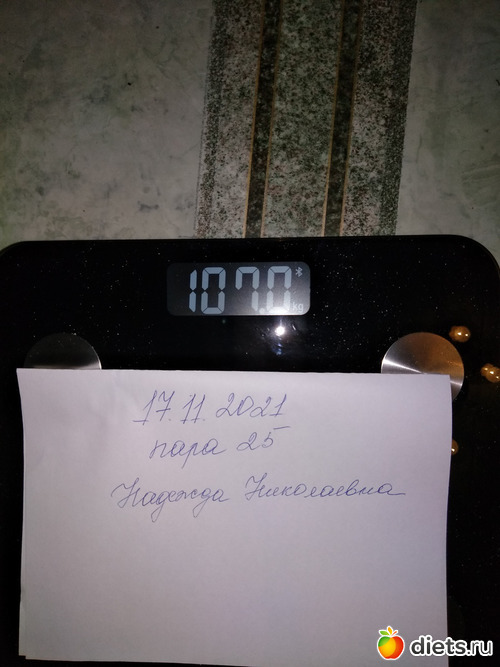 107.0
kg
17.11.2021
пара 25
Надежда Николаевна
diets.ru